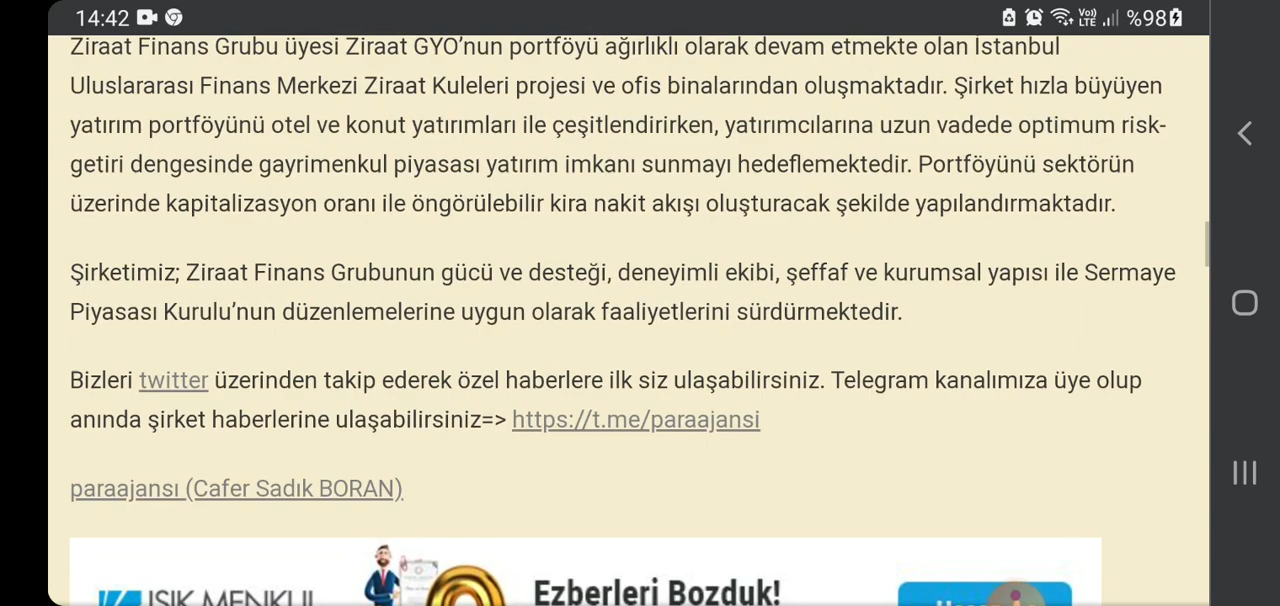 14:42
Vo))
LTE
%98
Ziraat Finans Grubu üyesi Ziraat GYO’nun portföyü ağırlıklı olarak devam etmekte olan İstanbul
Uluslararası Finans Merkezi Ziraat Kuleleri projesi ve ofis binalarından oluşmaktadır. Şirket hızla büyüyen
yatırım portföyünü otel ve konut yatırımları ile çeşitlendirirken, yatırımcılarına uzun vadede optimum risk-
getiri dengesinde gayrimenkul piyasası yatırım imkanı sunmayı hedeflemektedir. Portföyünü sektörün
üzerinde kapitalizasyon oranı ile öngörülebilir kira nakit akışı oluşturacak şekilde yapılandırmaktadır.
Şirketimiz; Ziraat Finans Grubunun gücü ve desteği, deneyimli ekibi, şeffaf ve kurumsal yapısı ile Sermaye
Piyasası Kurulu’nun düzenlemelerine uygun olarak faaliyetlerini sürdürmektedir.
Bizleri twitter üzerinden takip ederek özel haberlere ilk siz ulaşabilirsiniz. Telegram kanalımıza üye olup
anında şirket haberlerine ulaşabilirsiniz=> https://t.me/paraajansi
paraajansı (Cafer Sadık BORAN)
IŞIK MENKUL
Ezberleri Bozduk!